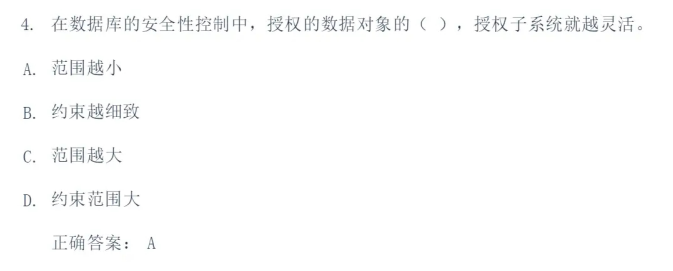 4. 在数据库的安全性控制中，授权的数据对象的（ ），授权子系统就越灵活。
A. 范围越小
B. 约束越细致
C. 范围越大
D. 约束范围大
正确答案： A